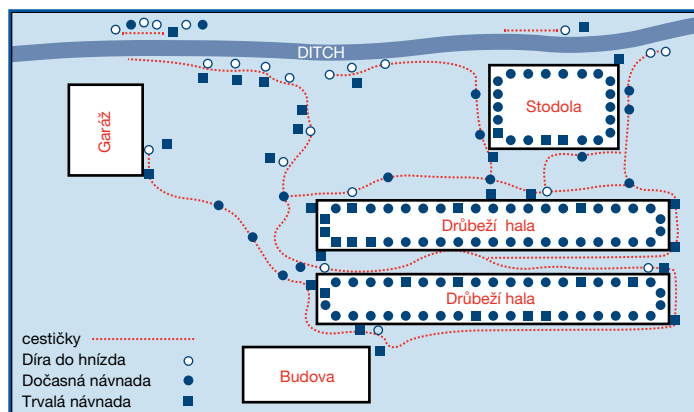 DITCH
Stodola
Garáž
Drůbeží hala
Drůbeží hala
cestičky
Díra do hnízda
Dočasná návnada
Trvalá návnada
Budova